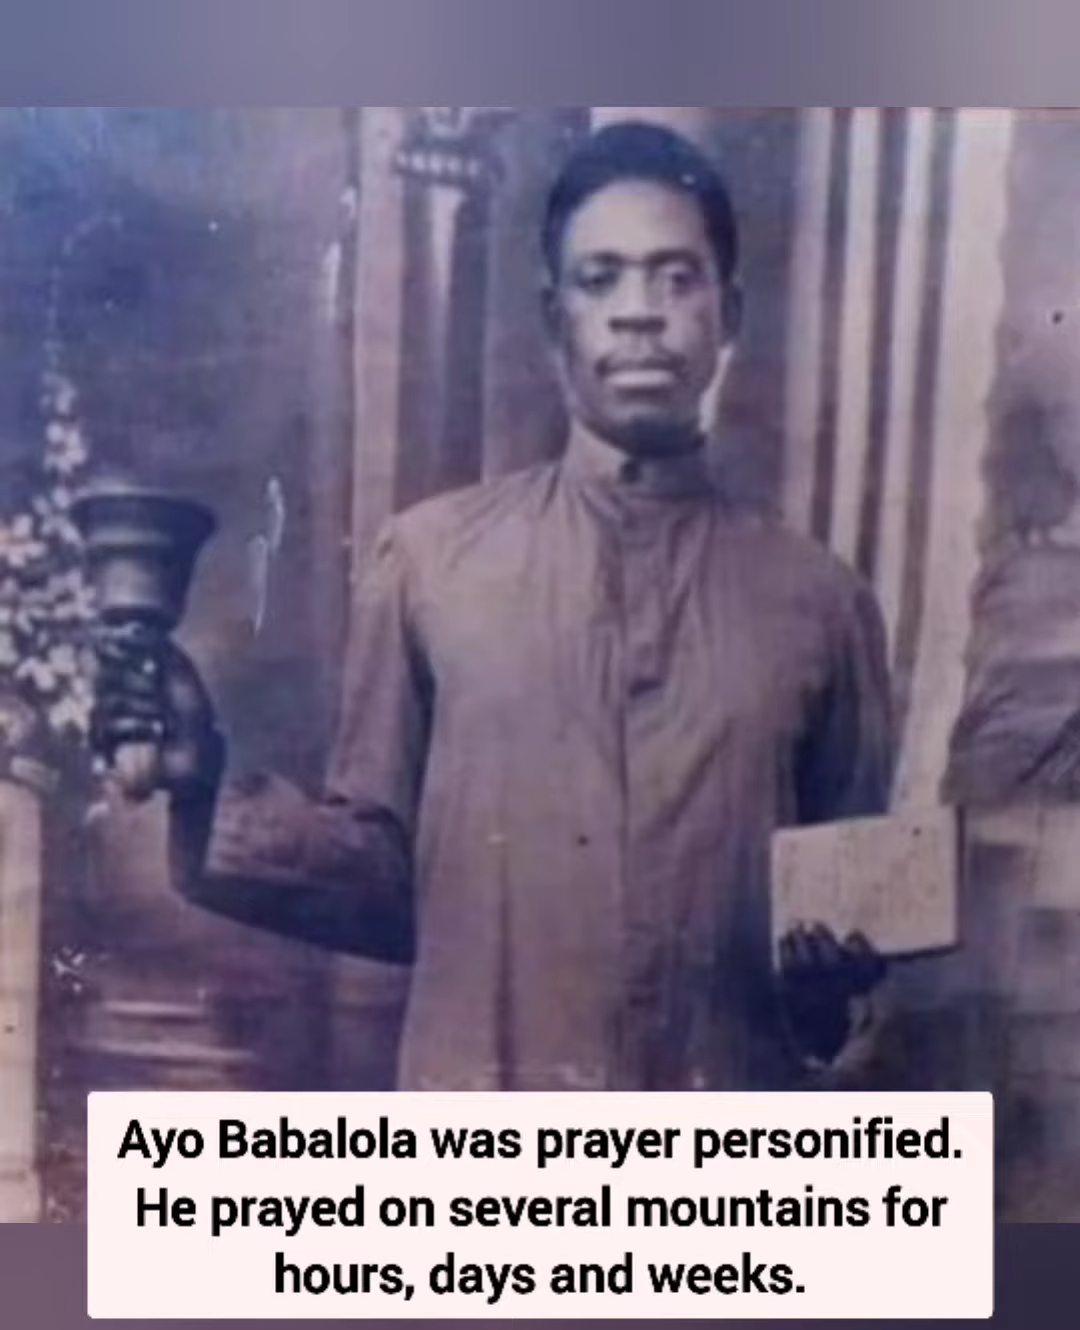 Ayo Babalola was prayer personified.
He prayed on several mountains for
hours, days and weeks.